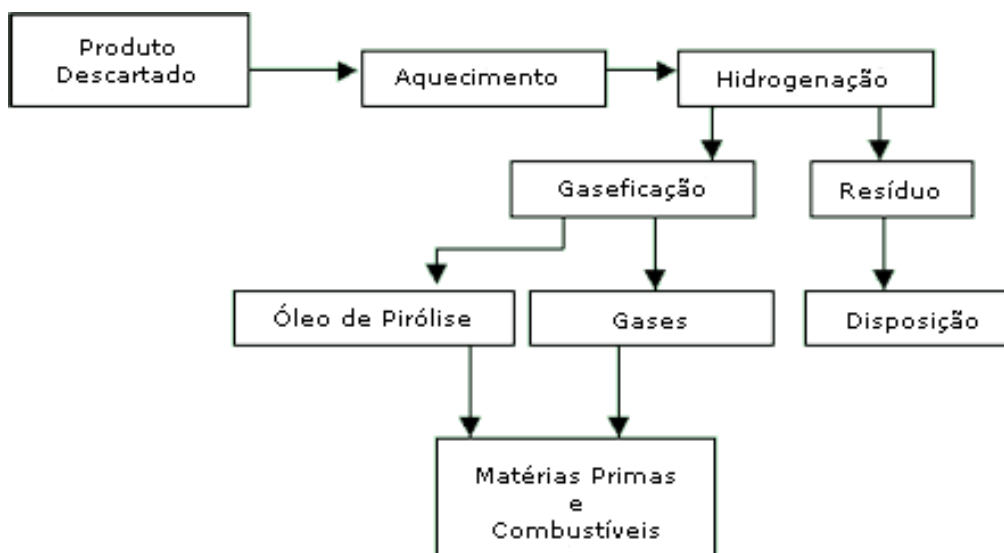 Produto
Descartado
Aquecimento
Hidrogenação
Gaseficação
Resíduo
Óleo de Pirólise
Gases
Disposição
Matérias Primas
e
Combustíveis